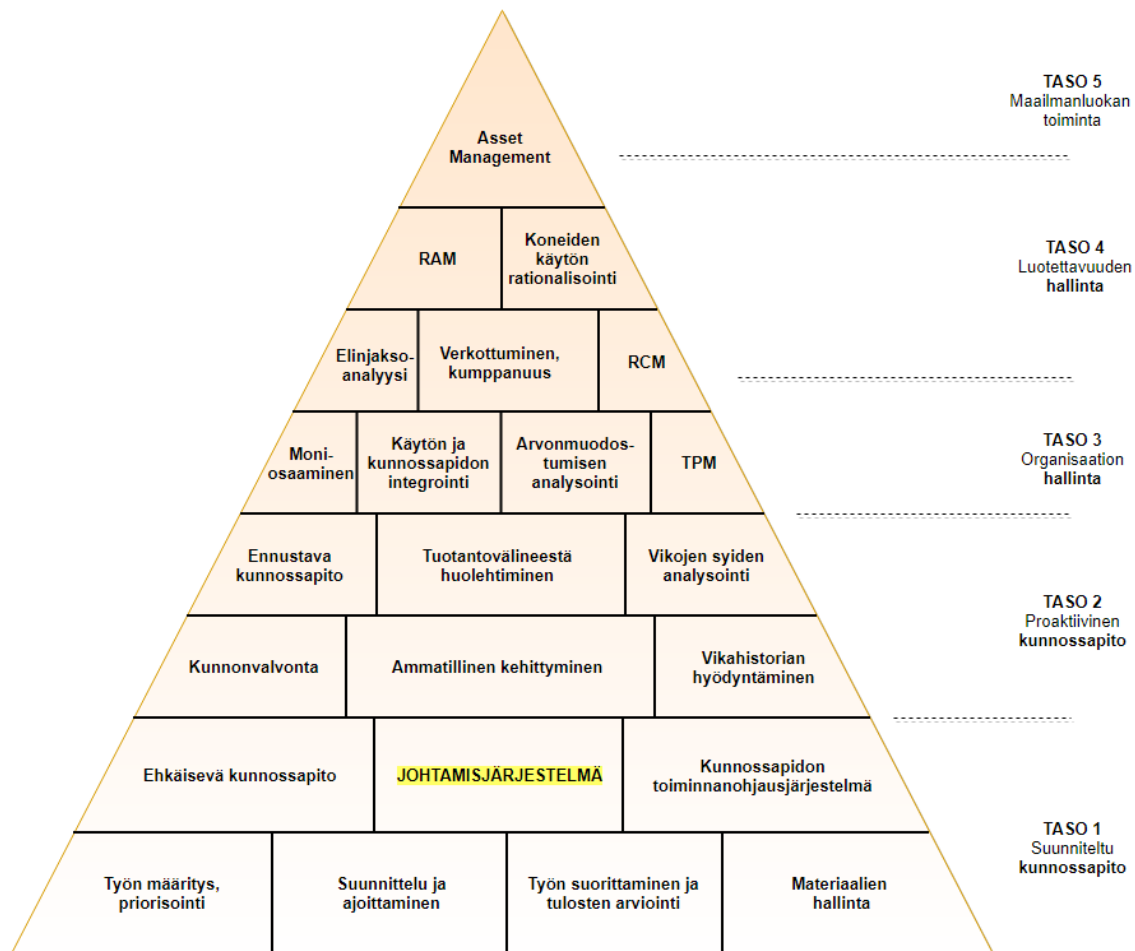 TASO 5
Maailmanluokan
toiminta
Asset
Management
RAM
Koneiden
käytön
rationalisointi
TASO 4
Luotettavuuden
hallinta
Elinjakso-
analyysi
Verkottuminen,
kumppanuus
RCM
Moni-
osaaminen
Käytön ja
kunnossapidon
integrointi
Arvonmuodos-
tumisen
analysointi
TPM
TASO 3
Organisaation
hallinta
Ennustava
kunnossapito
Tuotantovälineestä
huolehtiminen
Vikojen syiden
analysointi
TASO 2
Proaktiivinen
kunnossapito
Kunnonvalvonta
Ammatillinen kehittyminen
Vikahistorian
hyödyntäminen
Ehkäisevä kunnossapito
JOHTAMISJÄRJESTELMÄ
Kunnossapidon
toiminnanohjausjärjestelmä
TASO 1
Suunniteltu
kunnossapito
Työn määritys,
priorisointi
Suunnittelu ja
ajoittaminen
Työn suorittaminen ja
tulosten arviointi
Materiaalien
hallinta